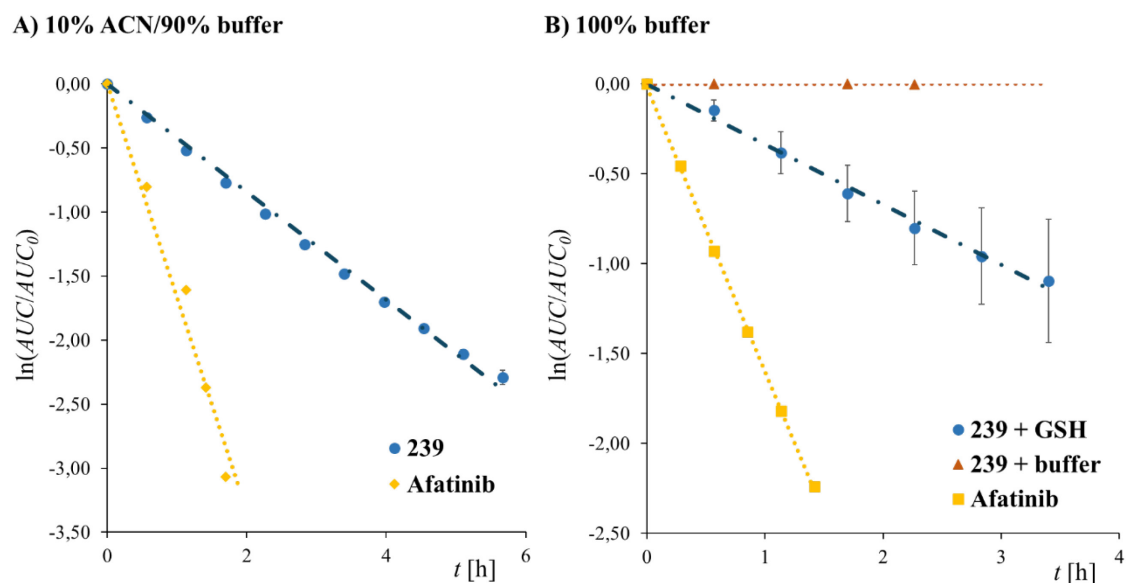 A) 10% ACN/90% buffer
0,00
-0,50
-1,00
-1,50
-2,00
-2,50
-3,00
-3,50
ln(AUC/AUC0)
0
2
4
6
t [h]
239
Afatinib
B) 100% buffer
0,00
-0,50
-1,00
-1,50
-2,00
-2,50
ln(AUC/AUC0)
0
1
2
3
4
t [h]
239 + GSH
239 + buffer
Afatinib